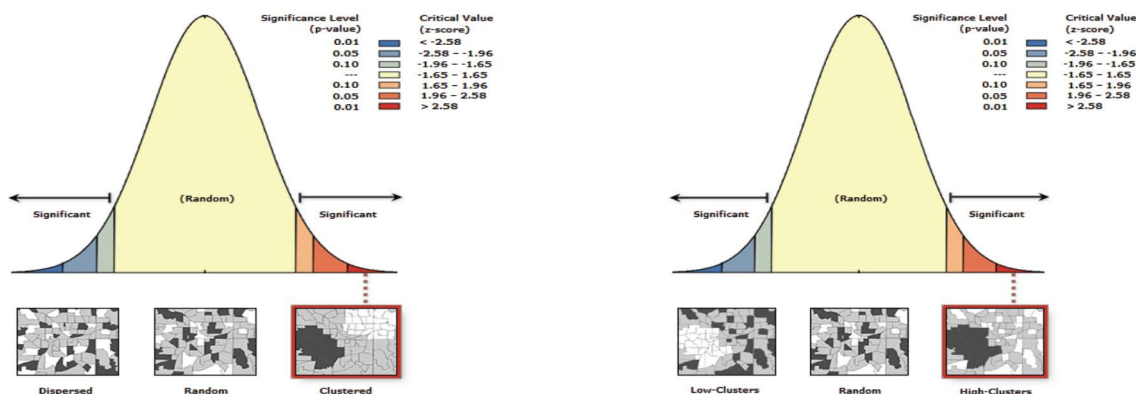 Significance Level Critical Value
(p-value) (z-score)
0.01 < -2.58
0.05 -2.58 – -1.96
0.10 -1.96 – -1.65
--- -1.65 – 1.65
0.10 1.65 – 1.96
0.05 1.96 – 2.58
0.01 > 2.58
(Random)
Significant Significant
Dispersed Random Clustered
Significance Level Critical Value
(p-value) (z-score)
0.01 < -2.58
0.05 -2.58 – -1.96
0.10 -1.96 – -1.65
--- -1.65 – 1.65
0.10 1.65 – 1.96
0.05 1.96 – 2.58
0.01 > 2.58
(Random)
Significant Significant
Low-Clusters Random High-Clusters